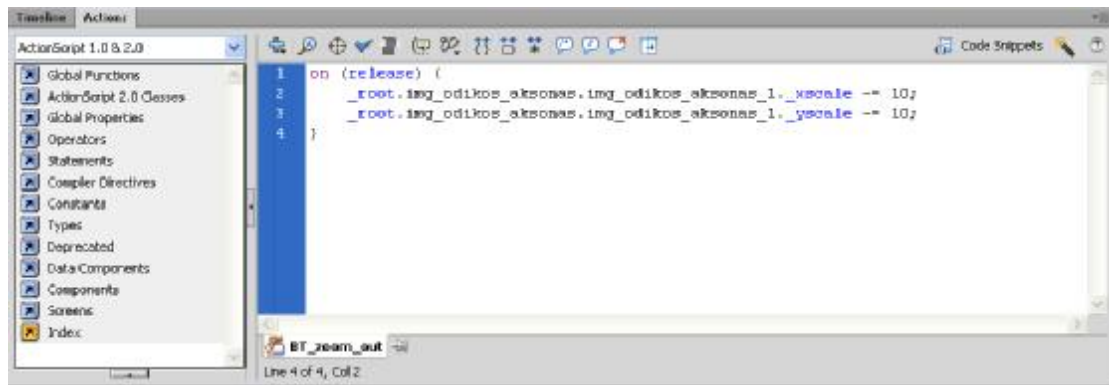 Timeline Actions
ActionScript 1.0 & 2.0
Code Snippets
Global Functions
ActionScript 2.0 Classes
Global Properties
Operators
Statements
Compiler Directives
Constants
Types
Deprecated
Data Components
Components
Screens
Index
1 on (release) {
2 _root.img_odikos_aksonas.img_odikos_aksonas_1._xscale -= 10;
3 _root.img_odikos_aksonas.img_odikos_aksonas_1._yscale -= 10;
4 }
BT_zoom_out
Line 4 of 4, Col 2